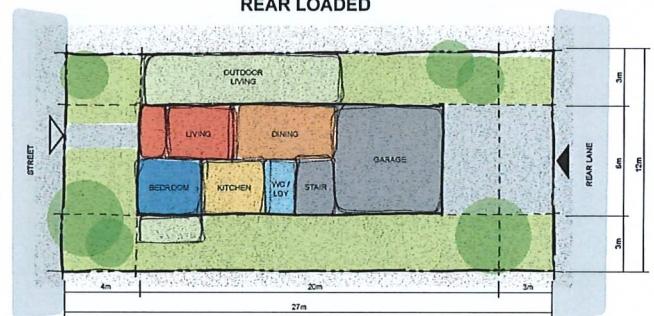 REAR LOADED
OUTDOOR
LIVING
3m
LIVING
DINING
STREET
GARAGE
REAR LANE
6m
12m
BEDROOM
KITCHEN
WC /
LDY
STAIR
3m
4m
20m
3m
27m